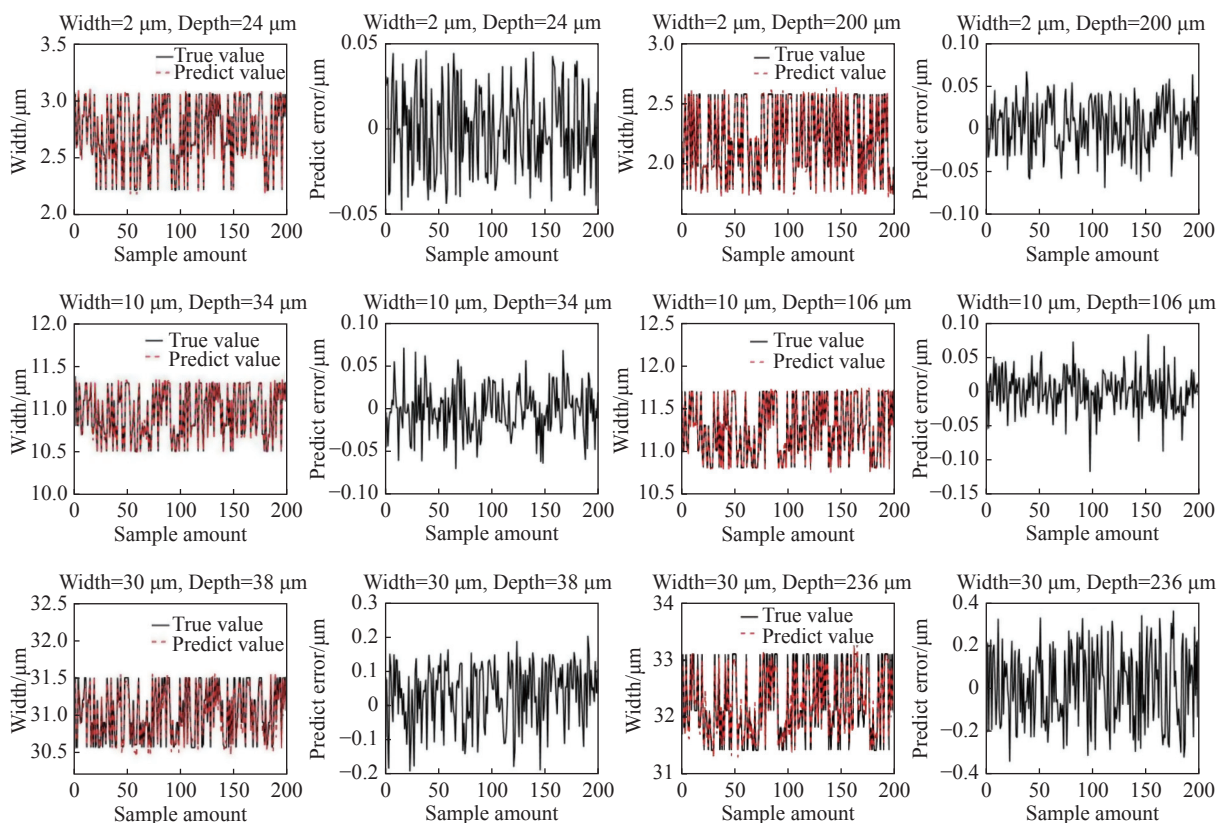 Width=2 μm, Depth=24 μm
Width=2 μm, Depth=24 μm
Width=2 μm, Depth=200 μm
Width=2 μm, Depth=200 μm
3.5
3.0
2.5
2.0
Width/μm
True value
Predict value
0 50 100 150 200
Sample amount
0.05
0
−0.05
Predict error/μm
0 50 100 150 200
Sample amount
3.0
2.5
2.0
Width/μm
True value
Predict value
0 50 100 150 200
Sample amount
0.10
0.05
0
−0.05
−0.10
Predict error/μm
0 50 100 150 200
Sample amount
Width=10 μm, Depth=34 μm
Width=10 μm, Depth=34 μm
Width=10 μm, Depth=106 μm
Width=10 μm, Depth=106 μm
12.0
11.5
11.0
10.5
10.0
Width/μm
True value
Predict value
0 50 100 150 200
Sample amount
0.10
0.05
0
−0.05
−0.10
Predict error/μm
0 50 100 150 200
Sample amount
12.5
12.0
11.5
11.0
10.5
Width/μm
True value
Predict value
0 50 100 150 200
Sample amount
0.10
0.05
0
−0.05
−0.10
−0.15
Predict error/μm
0 50 100 150 200
Sample amount
Width=30 μm, Depth=38 μm
Width=30 μm, Depth=38 μm
Width=30 μm, Depth=236 μm
Width=30 μm, Depth=236 μm
32.5
32.0
31.5
31.0
30.5
Width/μm
True value
Predict value
0 50 100 150 200
Sample amount
0.3
0.2
0.1
0
−0.1
−0.2
Predict error/μm
0 50 100 150 200
Sample amount
34
33
32
31
Width/μm
True value
Predict value
0 50 100 150 200
Sample amount
0.4
0.2
0
−0.2
−0.4
Predict error/μm
0 50 100 150 200
Sample amount